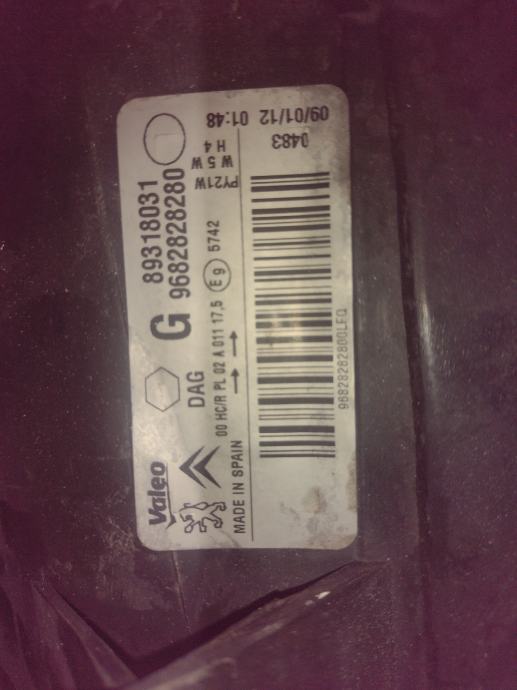 Valeo
G
89318031
9682828280
DAG
00 HC/R PL 02 A 011 17,5 E9 5742
MADE IN SPAIN
H4
W5W
PY21W
09/01/12 01:48
0483
96828282800LEQ